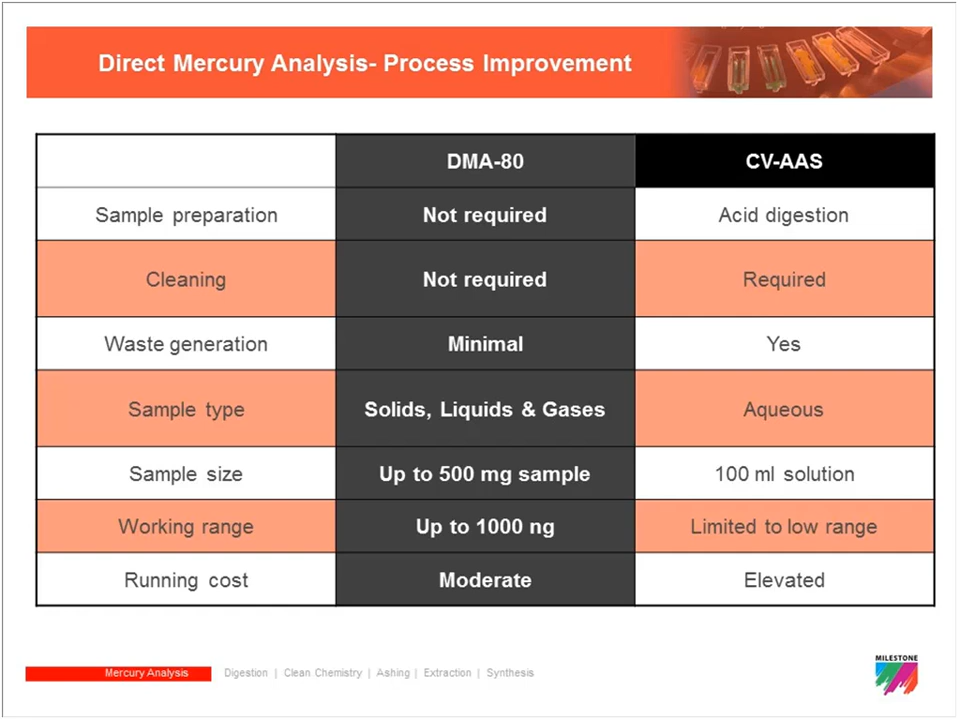 Direct Mercury Analysis- Process Improvement
DMA-80 CV-AAS
Sample preparation Not required Acid digestion
Cleaning Not required Required
Waste generation Minimal Yes
Sample type Solids, Liquids & Gases Aqueous
Sample size Up to 500 mg sample 100 ml solution
Working range Up to 1000 ng Limited to low range
Running cost Moderate Elevated
Mercury Analysis Digestion | Clean Chemistry | Ashing | Extraction | Synthesis
MILESTONE